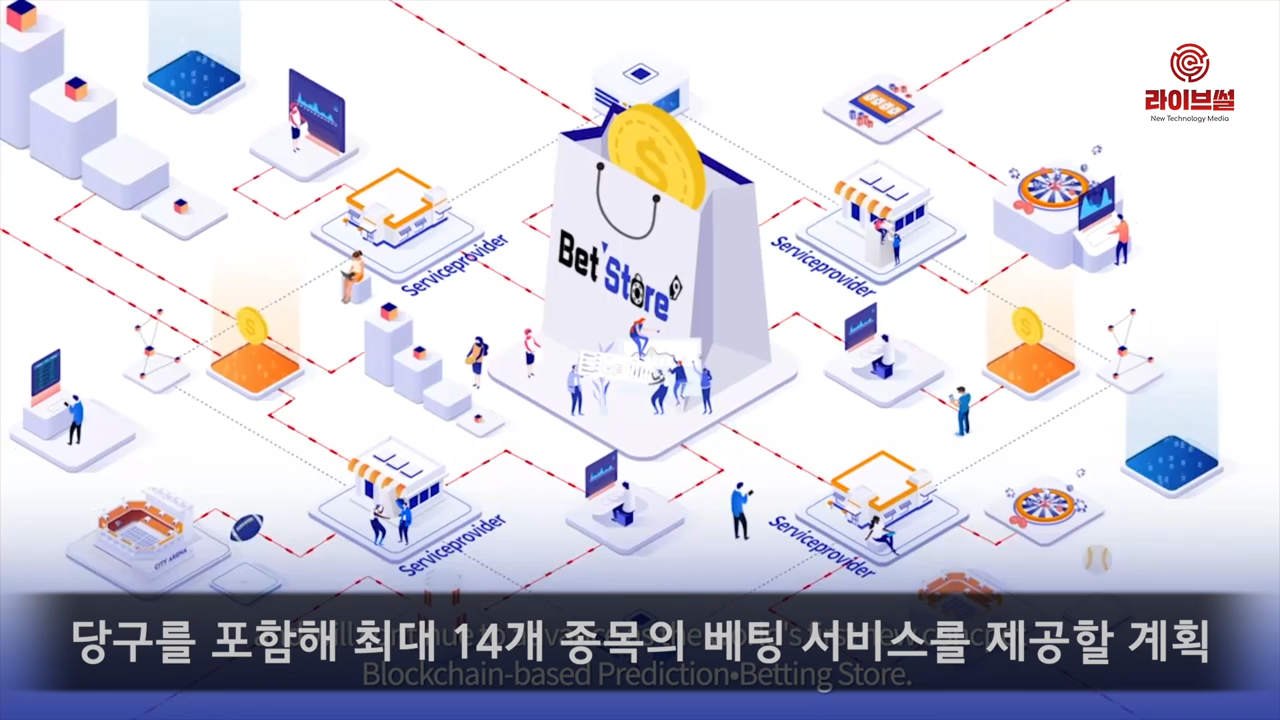 라이브썰
New Technology Media
Bet Store 9
Serviceprovider
Serviceprovider
CITY ARENA
Serviceprovider
Serviceprovider
당구를 포함해 최대 14개 종목의 베팅 서비스를 제공할 계획
Blockchain-based Prediction•Betting Store.